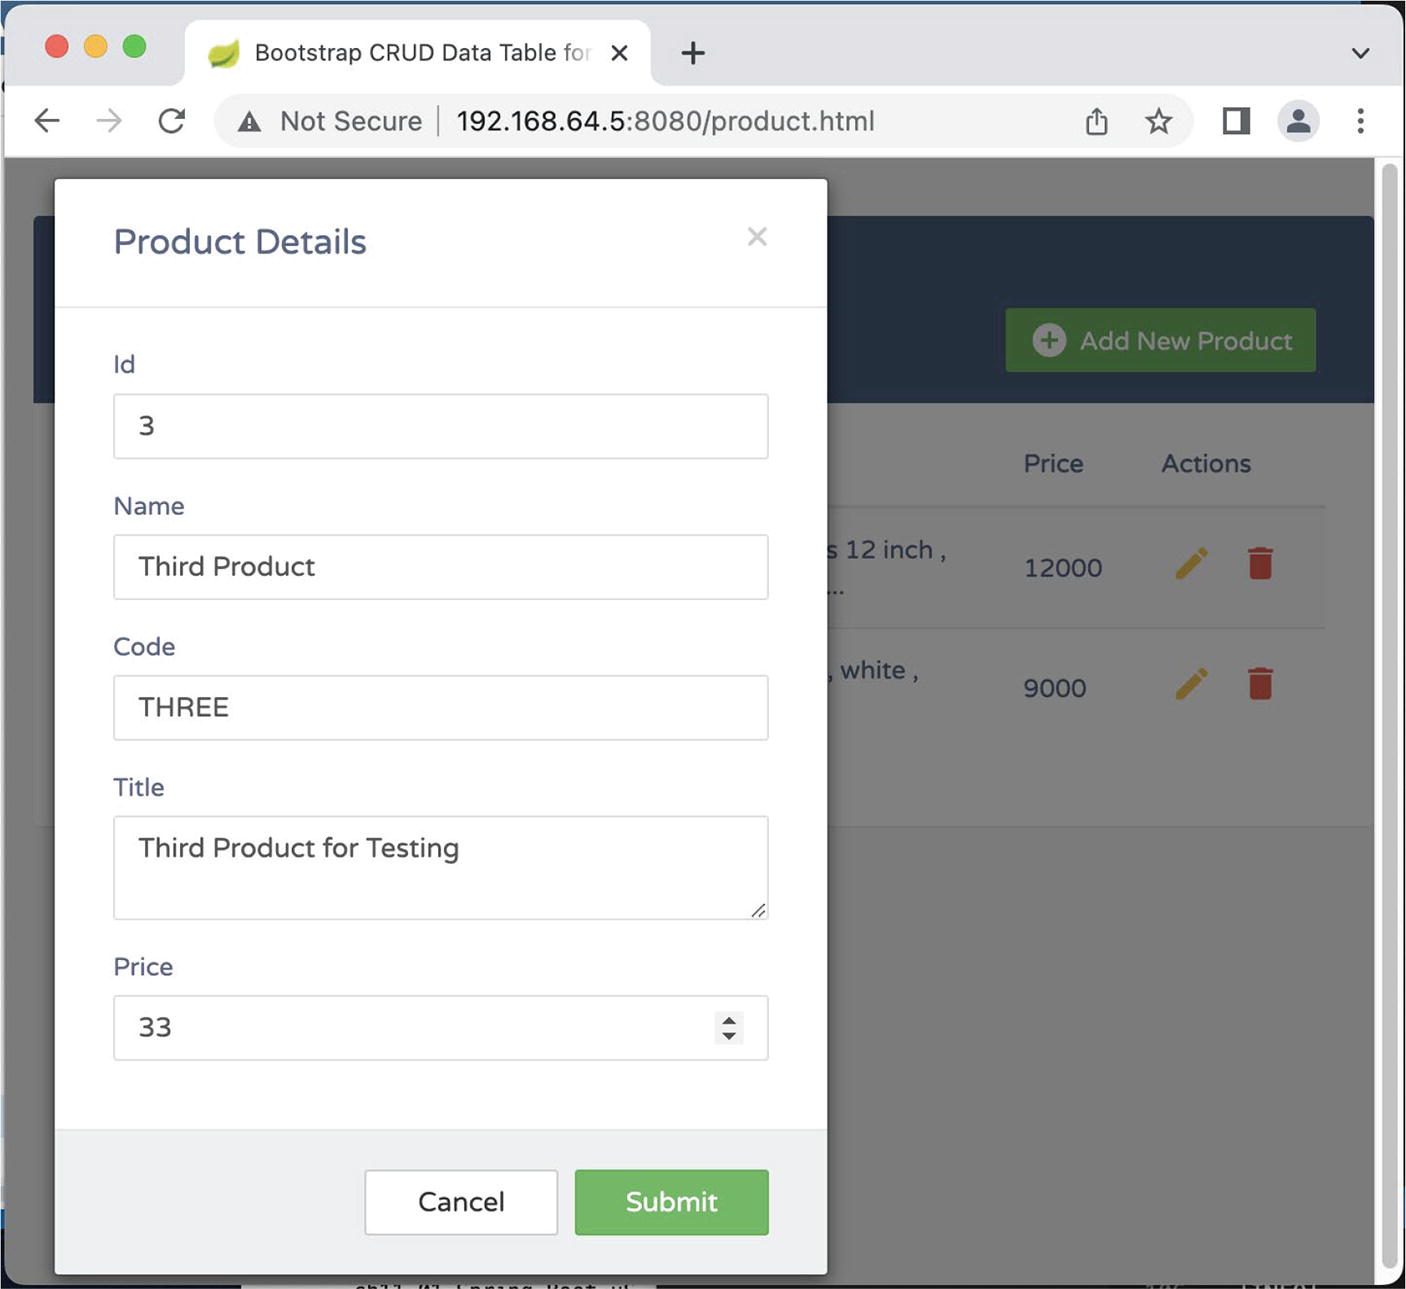 Bootstrap CRUD Data Table for
Not Secure 192.168.64.5:8080/product.html
Product Details
Add New Product
Id
3
Name
Third Product
Code
THREE
Title
Third Product for Testing
Price
33
Cancel
Submit
Price Actions
s 12 inch ,
...
12000
, white ,
9000